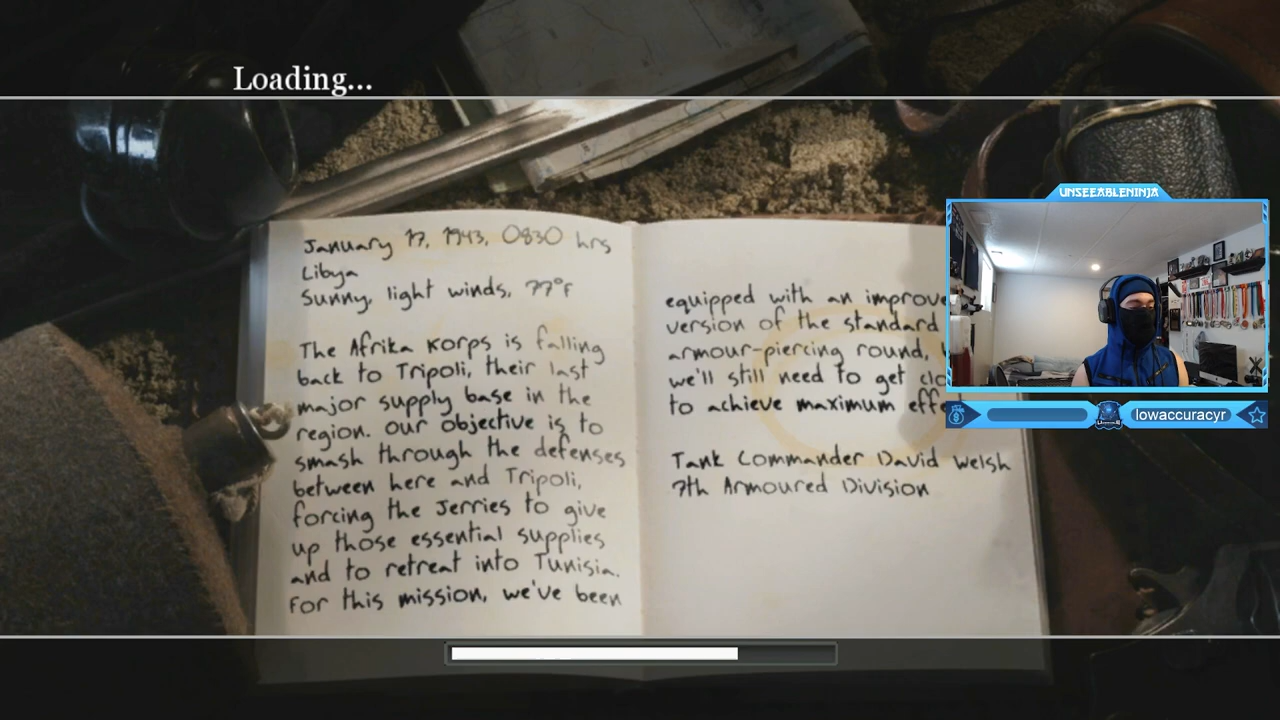 Loading...
January 17, 1943, 0830 hrs
Libya
Sunny, light winds, 77°F
The Afrika Korps is falling
back to Tripoli, their last
major supply base in the
region. Our objective is to
smash through the defenses
between here and Tripoli,
forcing the Jerries to give
up those essential supplies
and to retreat into Tunisia.
For this mission, we've been
equipped with an improve
version of the standard
armour-piercing round,
we'll still need to get clo
to achieve maximum effe
Tank Commander David Welsh
7th Armoured Division
UNSEEABLENINJA
lowaccuracyr